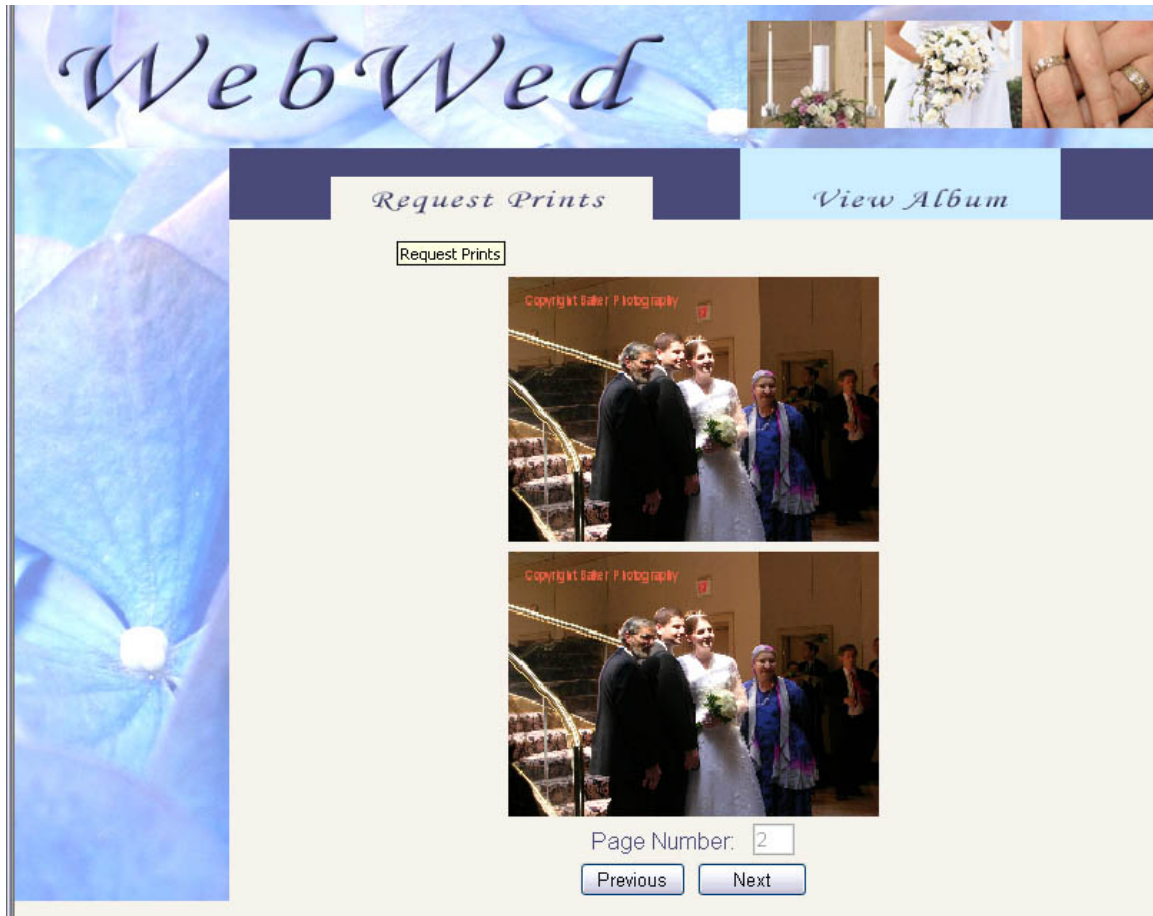 WebWed
Request Prints
View Album
Request Prints
Copyright Baker Photography
Copyright Baker Photography
Page Number: 2
Previous
Next